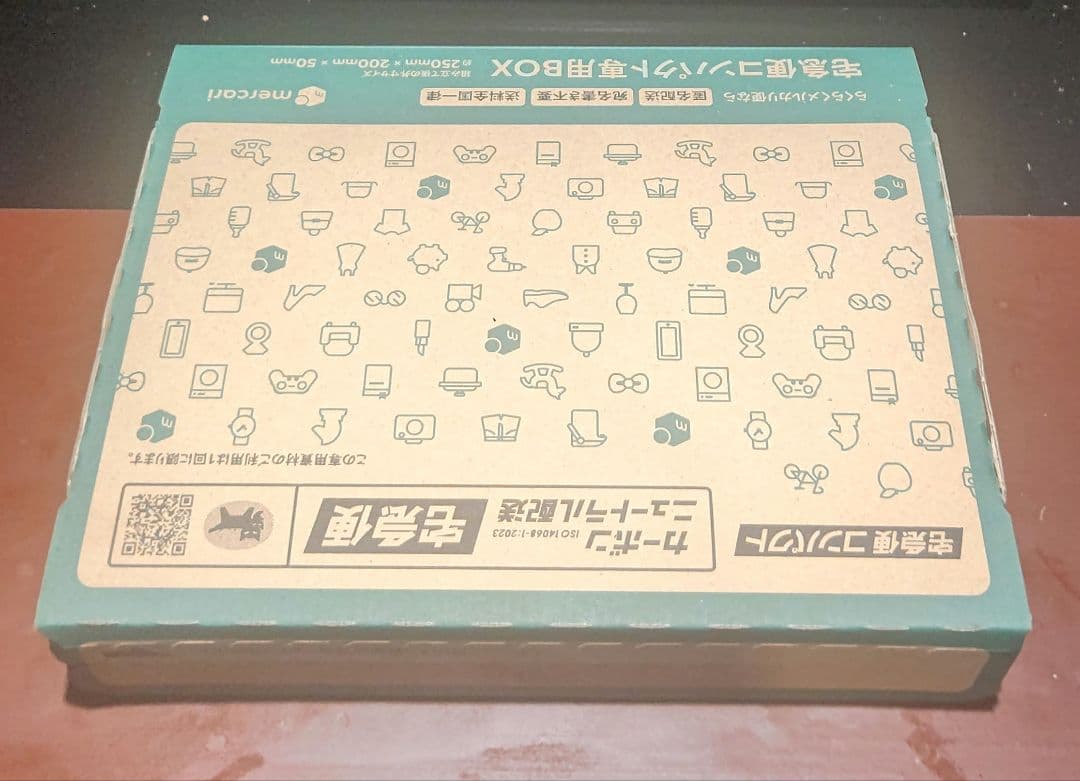 宅急便 コンパクト
カーボン
ニュートラル配送
ISO 14068-1:2023
宅急便
この専用資材のご利用は1回に限ります。
らくらくメルカリ便なら
匿名配送
宛名書き不要
送料全国一律
mercari
宅急便コンパクト専用BOX
組み立て後の外寸サイズ
約250mm × 200mm × 50mm